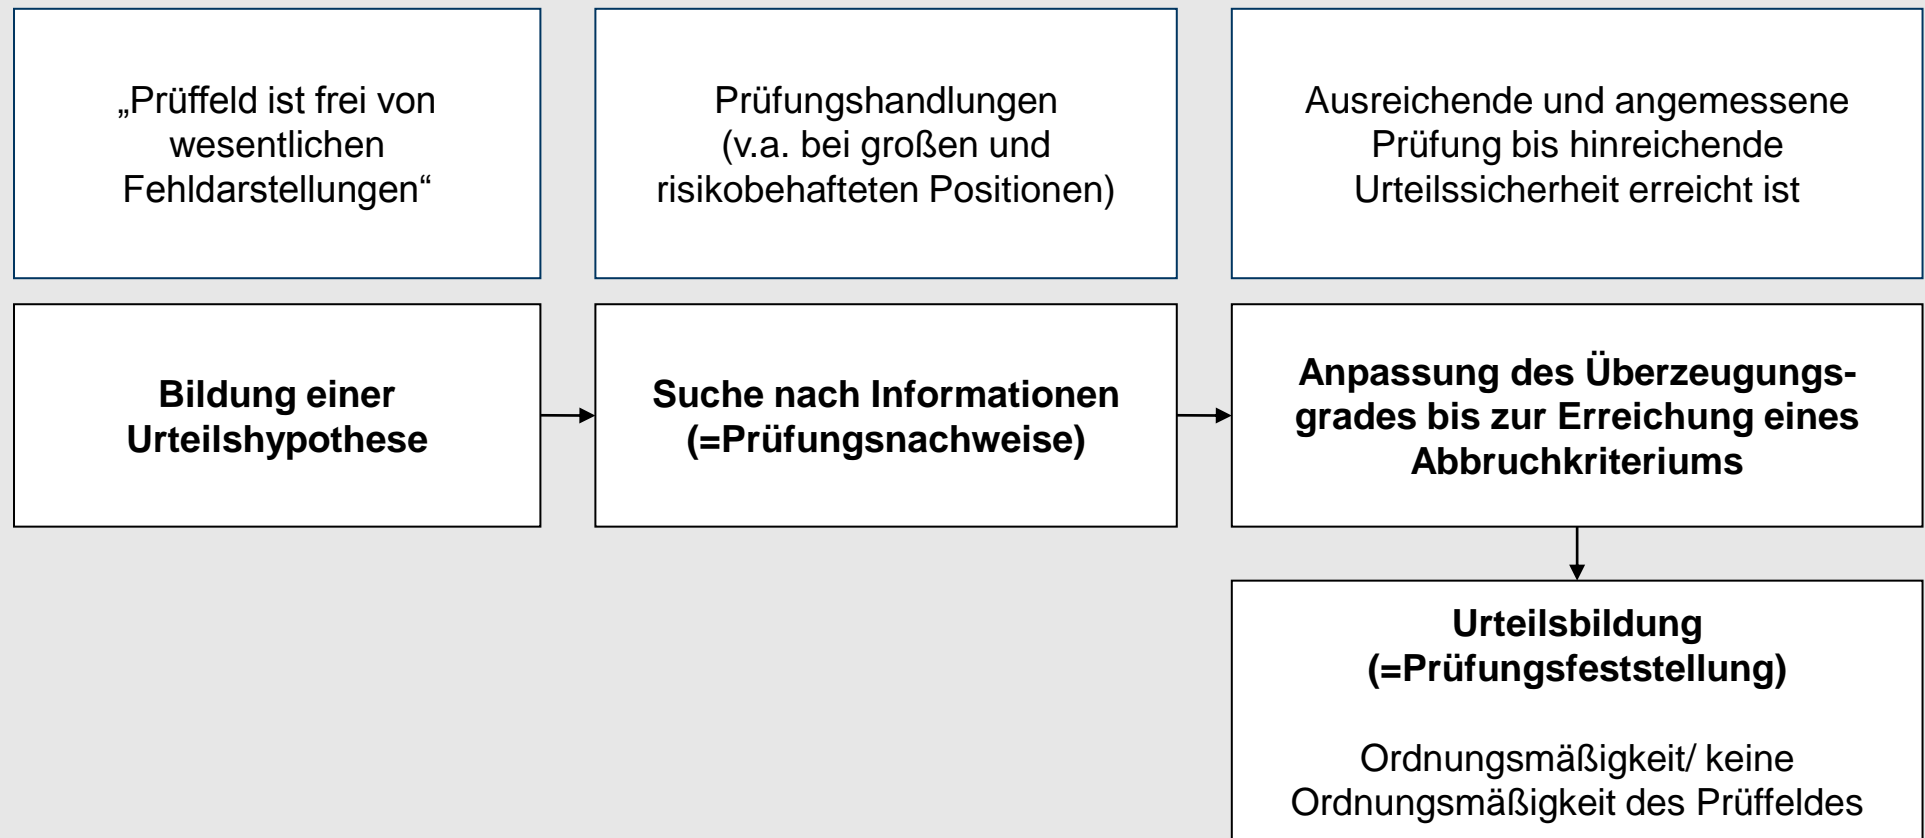 „Prüffeld ist frei von
wesentlichen
Fehldarstellungen“
Prüfungshandlungen
(v.a. bei großen und
risikobehafteten Positionen)
Ausreichende und angemessene
Prüfung bis hinreichende
Urteilssicherheit erreicht ist
Bildung einer
Urteilshypothese
Suche nach Informationen
(=Prüfungsnachweise)
Anpassung des Überzeugungs-
grades bis zur Erreichung eines
Abbruchkriteriums
Urteilsbildung
(=Prüfungsfeststellung)
Ordnungsmäßigkeit/ keine
Ordnungsmäßigkeit des Prüffeldes